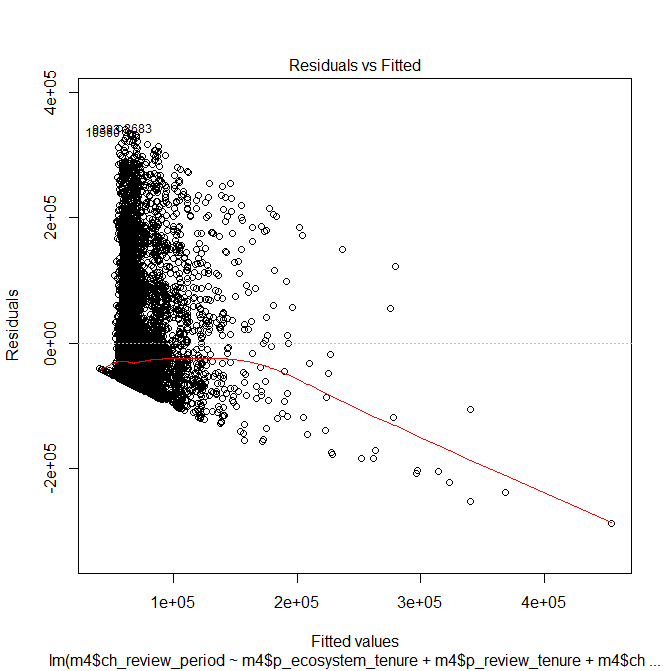 Residuals vs Fitted
4e+05
2e+05
0e+00
-2e+05
Residuals
1e+05 2e+05 3e+05 4e+05
Fitted values
lm(m4$ch_review_period ~ m4$p_ecosystem_tenure + m4$p_review_tenure + m4$ch ...